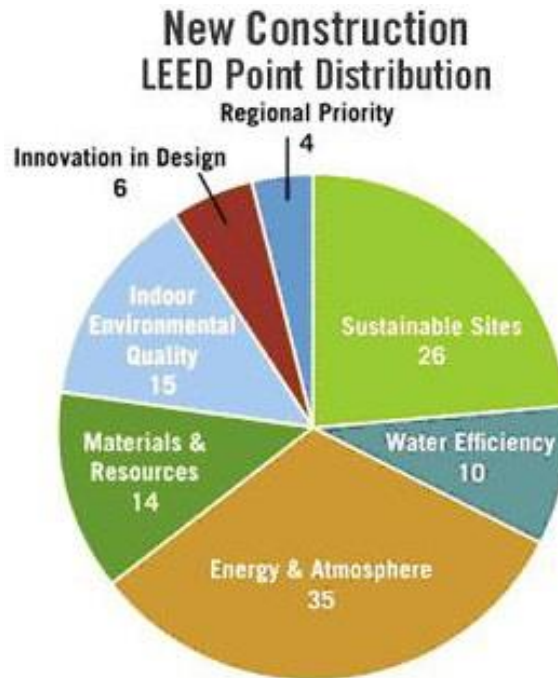 New Construction
LEED Point Distribution
Regional Priority
4
Innovation in Design
6
Indoor
Environmental
Quality
15
Sustainable Sites
26
Materials &
Resources
14
Water Efficiency
10
Energy & Atmosphere
35